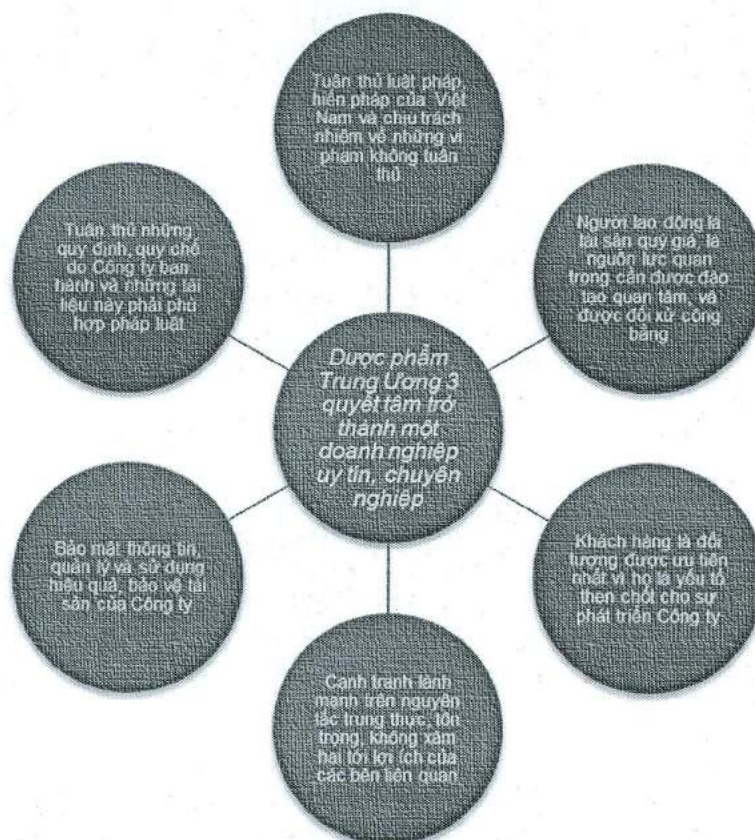 Tuân thủ luật pháp,
hiến pháp của Việt
Nam và chịu trách
nhiệm về những vi
phạm không tuân
thủ
Người lao động là
tài sản quý giá, là
nguồn lực quan
trọng cần được đào
tạo quan tâm, và
được đối xử công
bằng
Khách hàng là đối
tượng được ưu tiên
nhất vì họ là yếu tố
then chốt cho sự
phát triển Công ty
Cạnh tranh lành
mạnh trên nguyên
tắc trung thực, tôn
trọng, không xâm
hại tới lợi ích của
các bên liên quan
Bảo mật thông tin,
quản lý và sử dụng
hiệu quả, bảo vệ tài
sản của Công ty
Tuân thủ những
quy định, quy chế
do Công ty ban
hành và những tài
liệu này phải phù
hợp pháp luật
Dược phẩm
Trung Ương 3
quyết tâm trở
thành một
doanh nghiệp
uy tín, chuyên
nghiệp